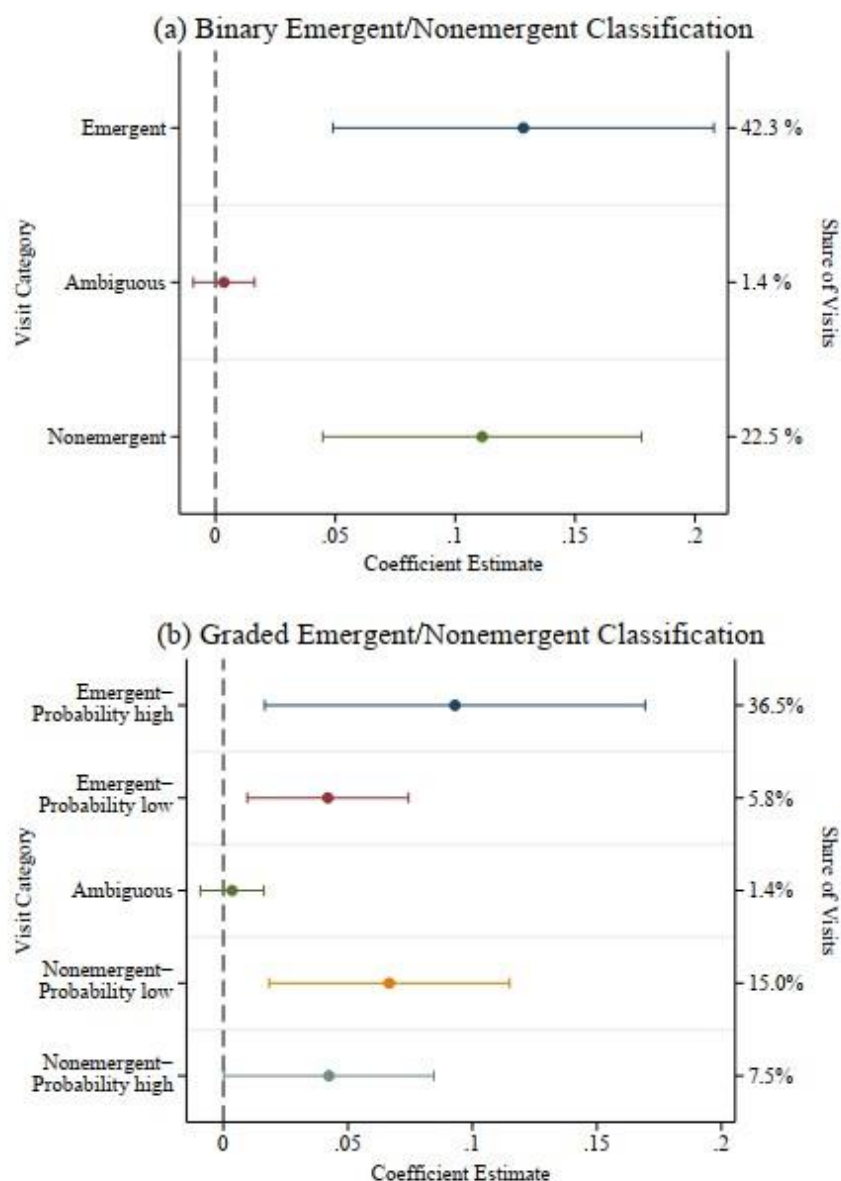 (a) Binary Emergent/Nonemergent Classification
Emergent
42.3 %
Visit Category
Ambiguous
1.4 %
Share of Visits
Nonemergent
22.5 %
0 .05 .1 .15 .2
Coefficient Estimate
(b) Graded Emergent/Nonemergent Classification
Emergent−
Probability high
36.5%
Emergent−
Probability low
5.8%
Visit Category
Ambiguous
1.4%
Share of Visits
Nonemergent−
Probability low
15.0%
Nonemergent−
Probability high
7.5%
0 .05 .1 .15 .2
Coefficient Estimate